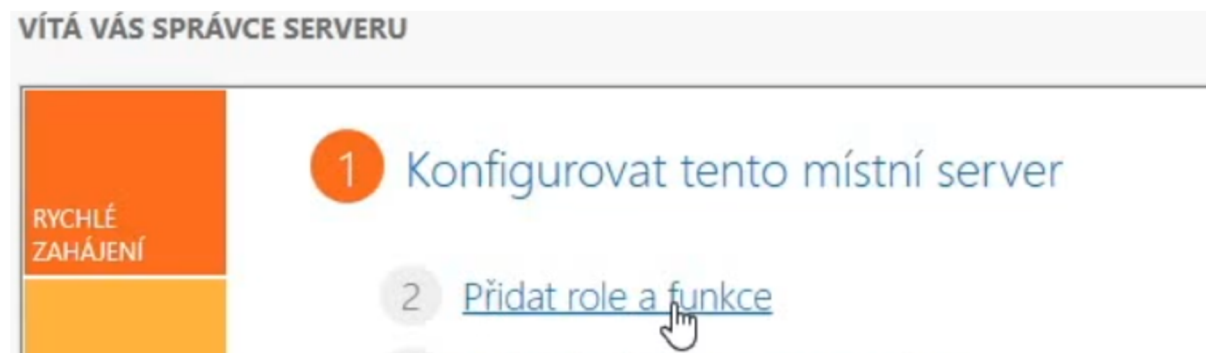 VÍTÁ VÁS SPRÁVCE SERVERU
1 Konfigurovat tento místní server
RYCHLÉ
ZAHÁJENÍ
2 Přidat role a funkce